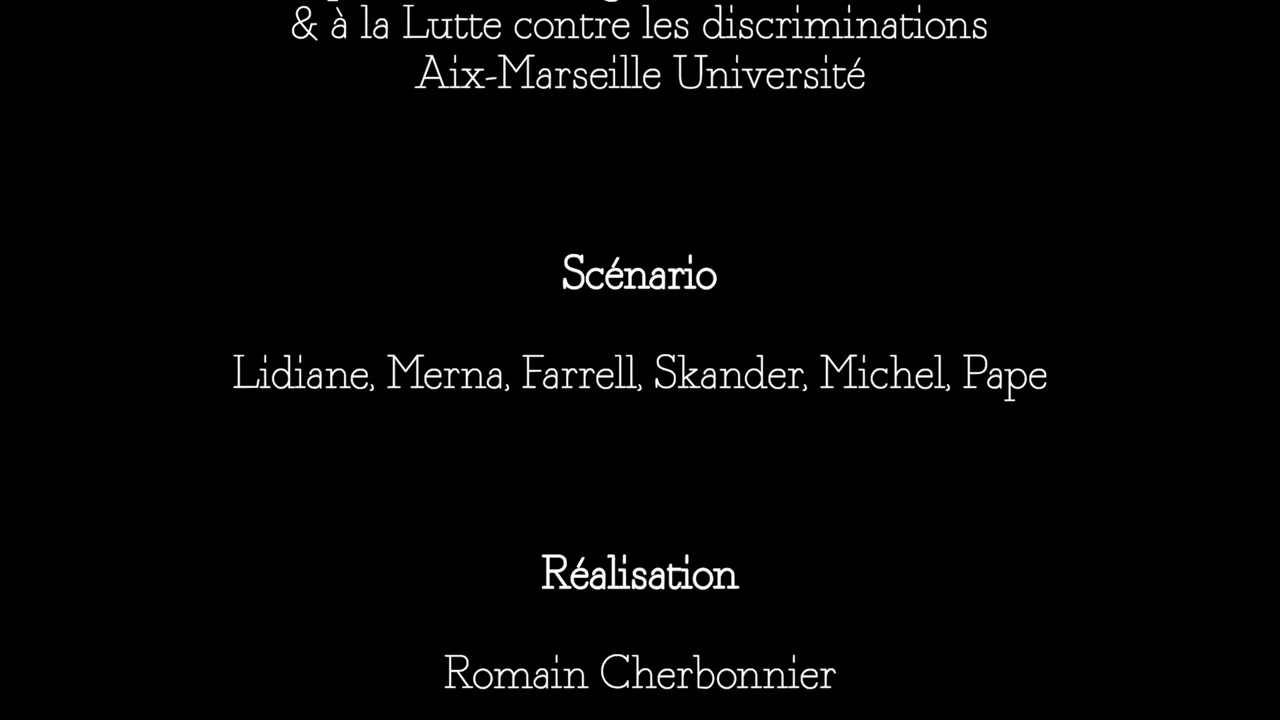 & à la Lutte contre les discriminations
Aix-Marseille Université
Scénario
Lidiane, Merna, Farrell, Skander, Michel, Pape
Réalisation
Romain Cherbonnier